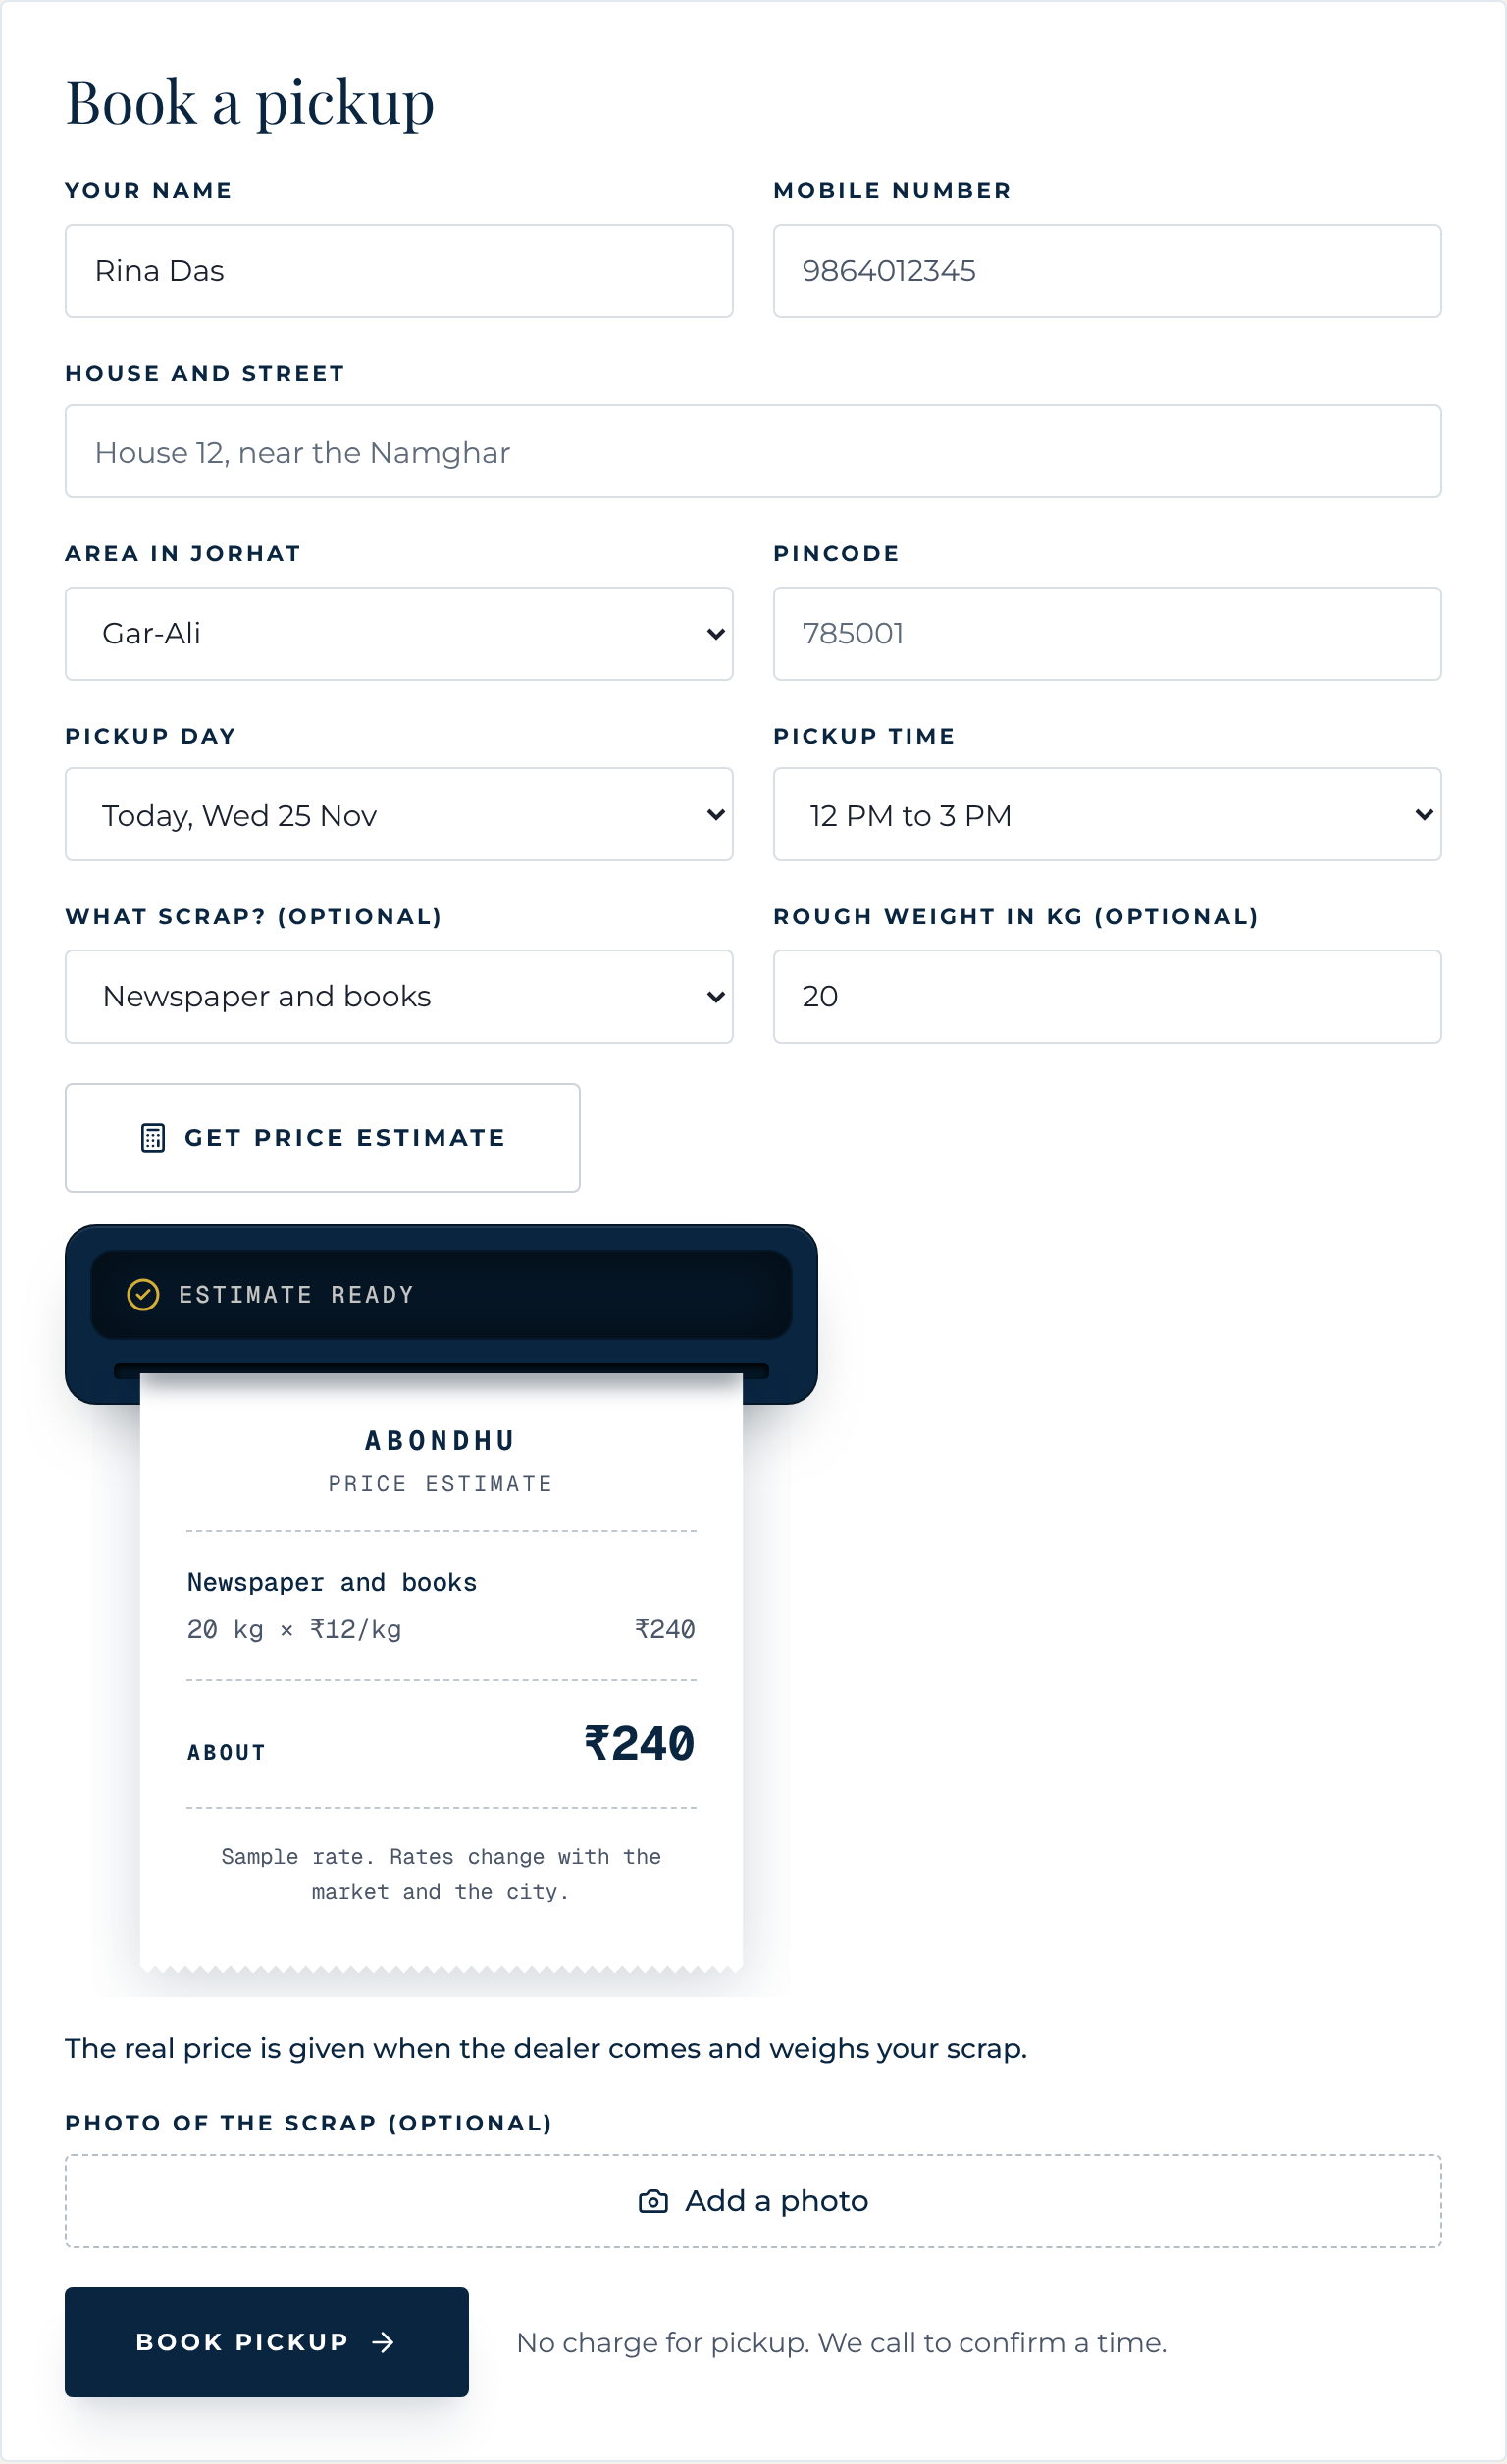 Book a pickup
YOUR NAME
MOBILE NUMBER
Rina Das
9864012345
HOUSE AND STREET
House 12, near the Namghar
AREA IN JORHAT
PINCODE
Gar-Ali
785001
PICKUP DAY
PICKUP TIME
Today, Wed 25 Nov
12 PM to 3 PM
WHAT SCRAP? (OPTIONAL)
ROUGH WEIGHT IN KG (OPTIONAL)
Newspaper and books
20
GET PRICE ESTIMATE
ESTIMATE READY
ABONDHU
PRICE ESTIMATE
Newspaper and books
20 kg × ₹12/kg ₹240
ABOUT ₹240
Sample rate. Rates change with the
market and the city.
The real price is given when the dealer comes and weighs your scrap.
PHOTO OF THE SCRAP (OPTIONAL)
Add a photo
BOOK PICKUP →
No charge for pickup. We call to confirm a time.